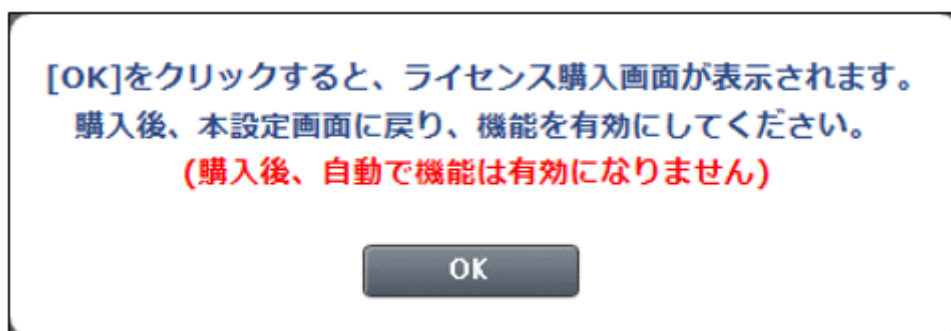 [OK]をクリックすると、ライセンス購入画面が表示されます。
購入後、本設定画面に戻り、機能を有効にしてください。
(購入後、自動で機能は有効になりません)
OK